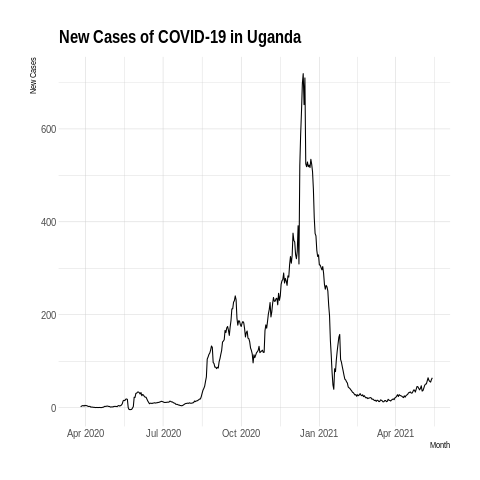 New Cases of COVID-19 in Uganda
New Cases
600
400
200
0
Apr 2020 Jul 2020 Oct 2020 Jan 2021 Apr 2021
Month